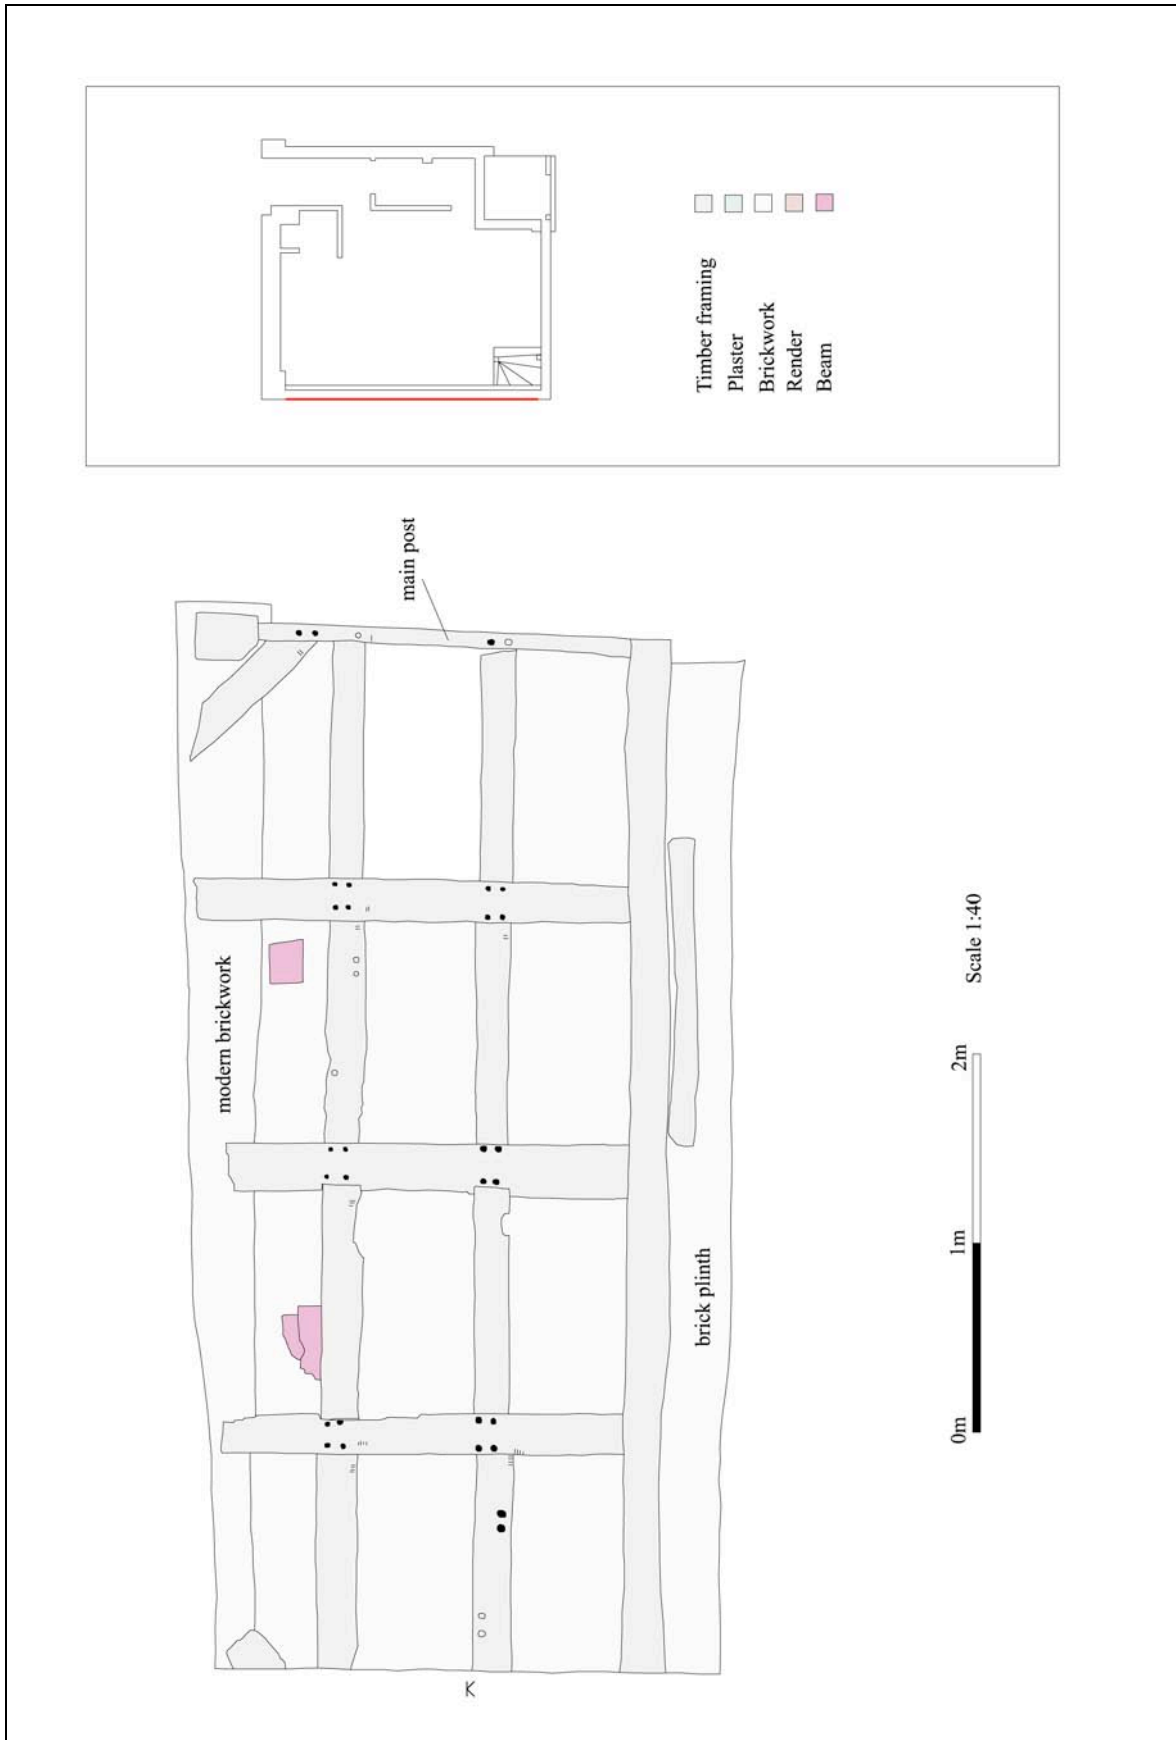 Timber framing
Plaster
Brickwork
Render
Beam
main post
modern brickwork
brick plinth
Scale 1:40
0m
1m
2m
K